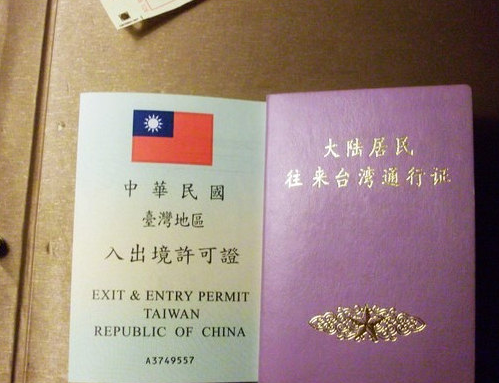 中華民國
臺灣地區
入出境許可證
EXIT & ENTRY PERMIT
TAIWAN
REPUBLIC OF CHINA
A3749557
大陆居民
往来台湾通行证